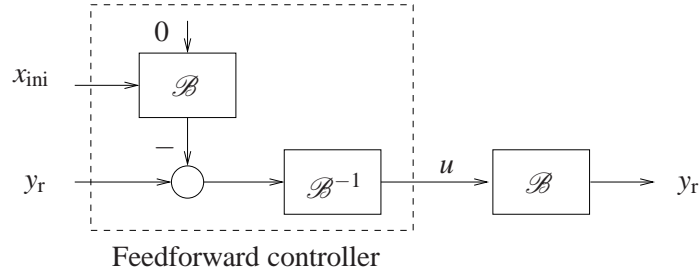 0
x_ini
ℬ
−
y_r
ℬ⁻¹
u
ℬ
y_r
Feedforward controller